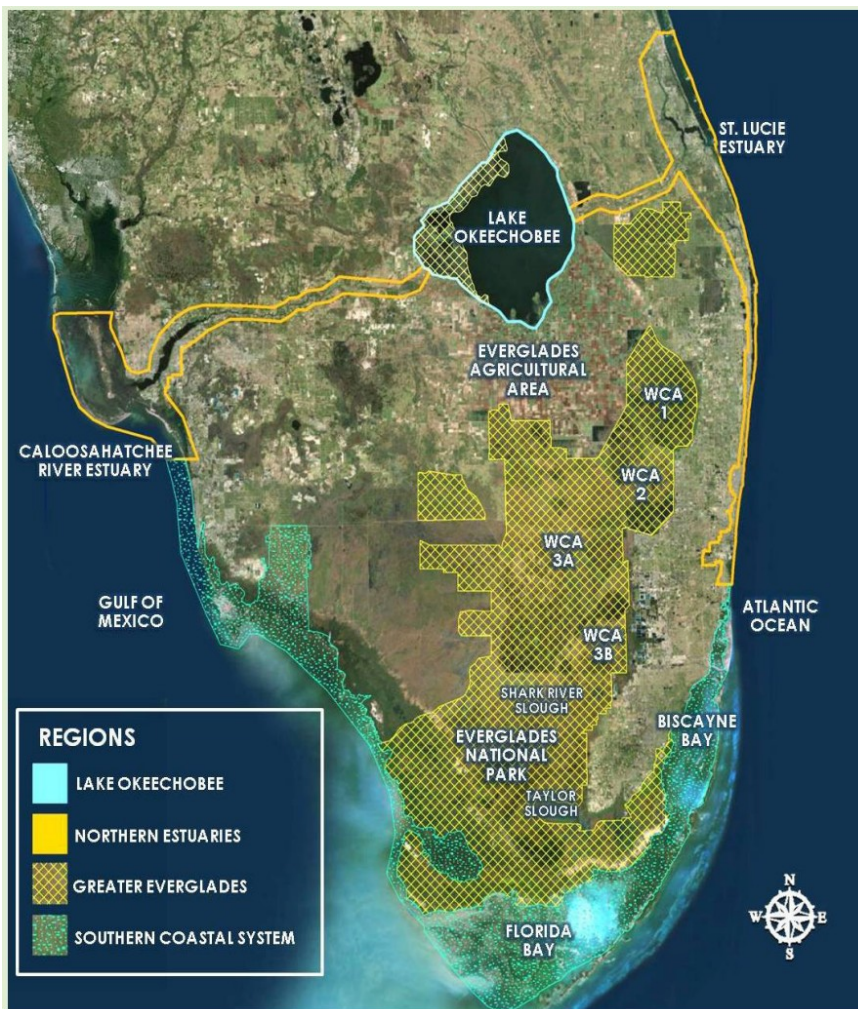 ST. LUCIE
ESTUARY
LAKE
OKEECHOBEE
EVERGLADES
AGRICULTURAL
AREA
WCA
1
CALOOSAHATCHEE
RIVER ESTUARY
WCA
2
WCA
3A
GULF OF
MEXICO
ATLANTIC
OCEAN
WCA
3B
SHARK RIVER
SLOUGH
BISCAYNE
BAY
EVERGLADES
NATIONAL
PARK
TAYLOR
SLOUGH
FLORIDA
BAY
REGIONS
LAKE OKEECHOBEE
NORTHERN ESTUARIES
GREATER EVERGLADES
SOUTHERN COASTAL SYSTEM
N
W E
S